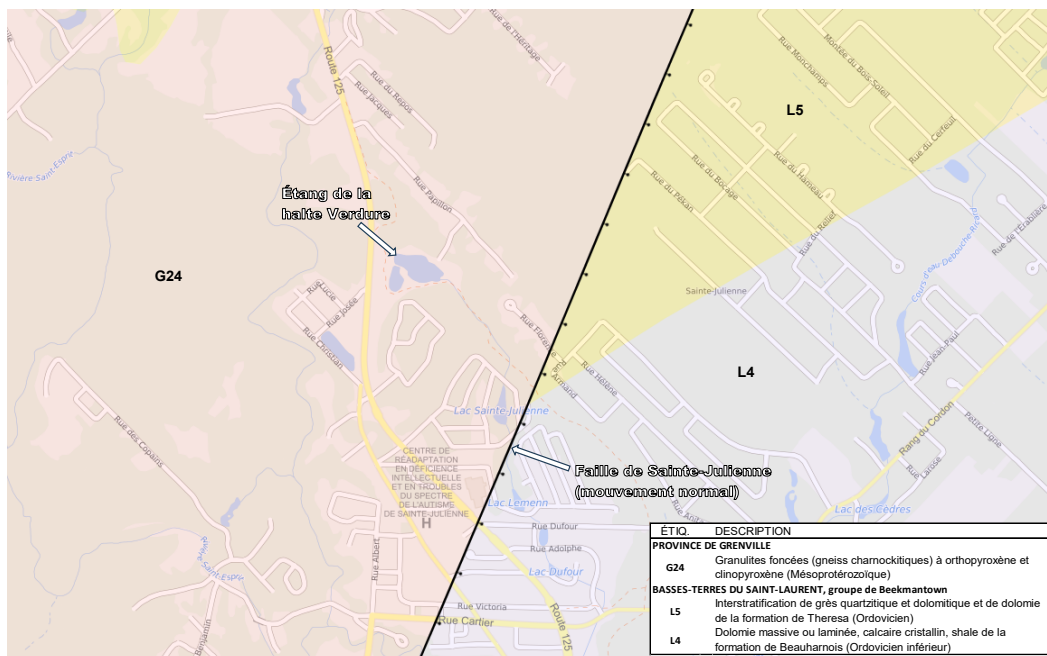 Route 125
Rue de l'Héritage
Rue du Repos
Rue Jacques
Rue Monchamps
Montée du Bois-Soleil
L5
Rue du Cerfeuil
Rivière Saint-Espri
Étang de la
halte Verdure
Rue Papillon
Rue du Pékan
Rue du Bocage
Rue du Hameau
Rue du Relief
Rue de l'Érablière
Cours d'eau-Debouche-Ricard
G24
Rue Lucie
Rue Josée
Rue Christian
Sainte-Julienne
Rue Florence
Rue Armand
Rue Hélène
L4
Rue Jean-Paul
Rang du Cordon
Petite Ligne
Rue Larose
Rue des Copains
Lac Sainte-Julienne
CENTRE DE
RÉADAPTATION
EN DÉFICIENCE
INTELLECTUELLE
ET EN TROUBLES
DU SPECTRE
DE L'AUTISME
DE SAINTE-JULIENNE
H
Faille de Sainte-Julienne
(mouvement normal)
Lac Lemenn
Lac des Cèdres
Rue Dufour
Rue Adolphe
Lac Dufour
Rue Albert
Rue Victoria
Rue Cartier
Route 125
Benjamin
ÉTIQ. DESCRIPTION
PROVINCE DE GRENVILLE
G24 Granulites foncées (gneiss charnockitiques) à orthopyroxène et
clinopyroxène (Mésoprotérozoïque)
BASSES-TERRES DU SAINT-LAURENT, groupe de Beekmantown
L5 Interstratification de grès quartzitique et dolomitique et de dolomie
de la formation de Theresa (Ordovicien)
L4 Dolomie massive ou laminée, calcaire cristallin, shale de la
formation de Beauharnois (Ordovicien inférieur)